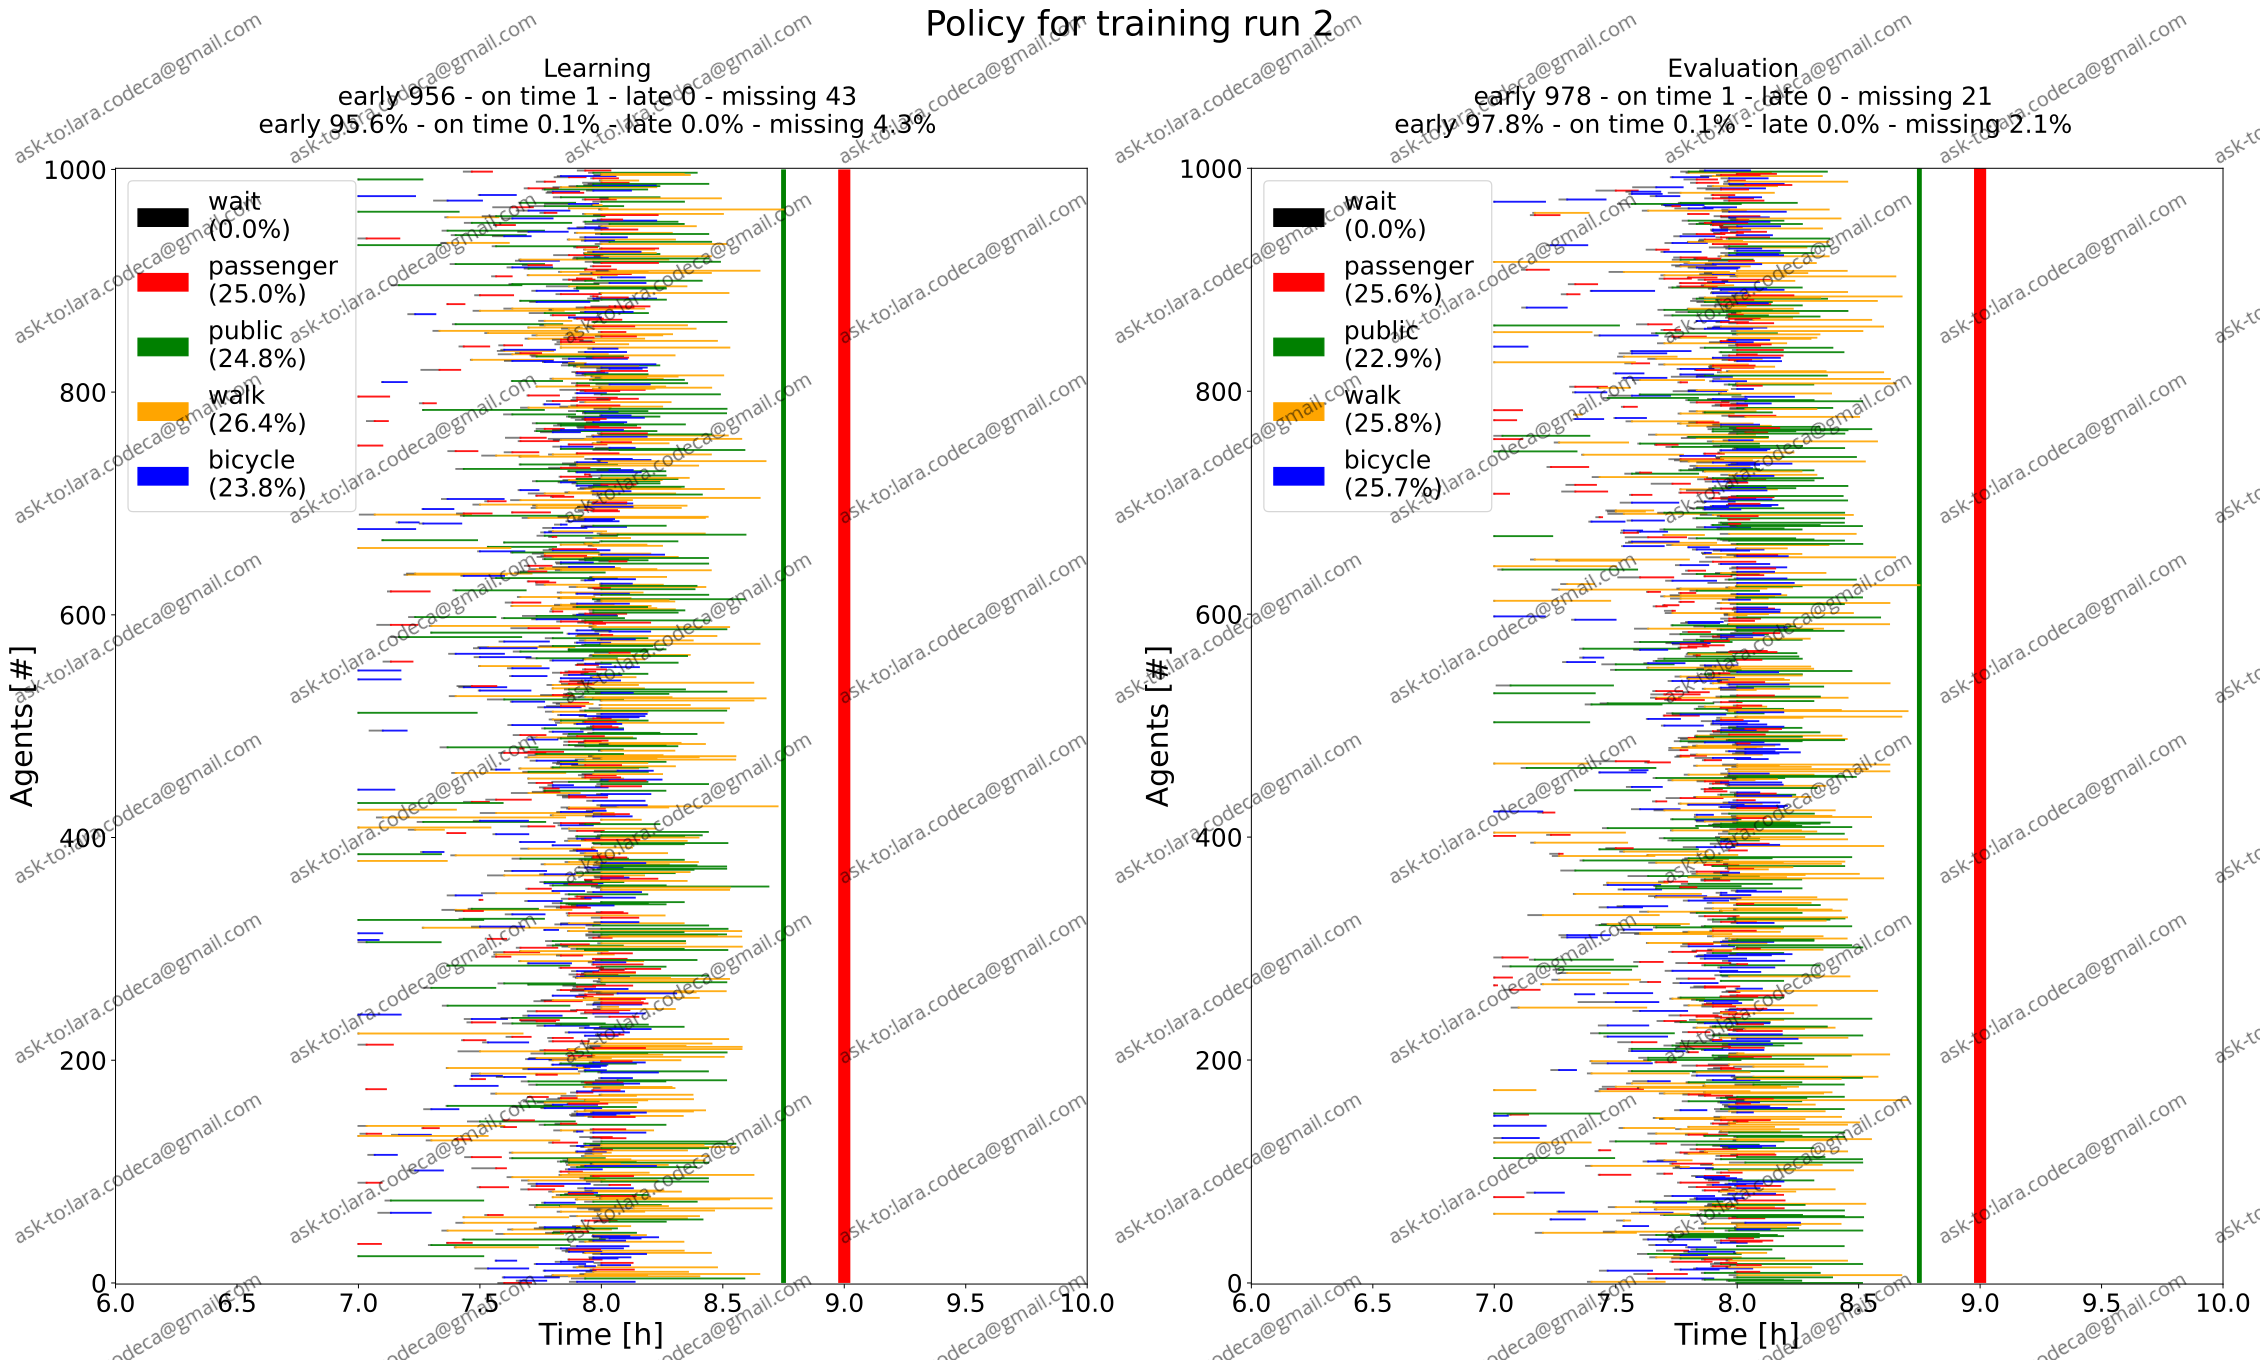 Policy for training run 2
Learning
early 956 - on time 1 - late 0 - missing 43
early 95.6% - on time 0.1% - late 0.0% - missing 4.3%
Agents [#]
1000
800
600
400
200
0
wait
(0.0%)
passenger
(25.0%)
public
(24.8%)
walk
(26.4%)
bicycle
(23.8%)
6.0 6.5 7.0 7.5 8.0 8.5 9.0 9.5 10.0
Time [h]
Evaluation
early 978 - on time 1 - late 0 - missing 21
early 97.8% - on time 0.1% - late 0.0% - missing 2.1%
Agents [#]
1000
800
600
400
200
0
wait
(0.0%)
passenger
(25.6%)
public
(22.9%)
walk
(25.8%)
bicycle
(25.7%)
6.0 6.5 7.0 7.5 8.0 8.5 9.0 9.5 10.0
Time [h]
ask-to:lara.codeca@gmail.com